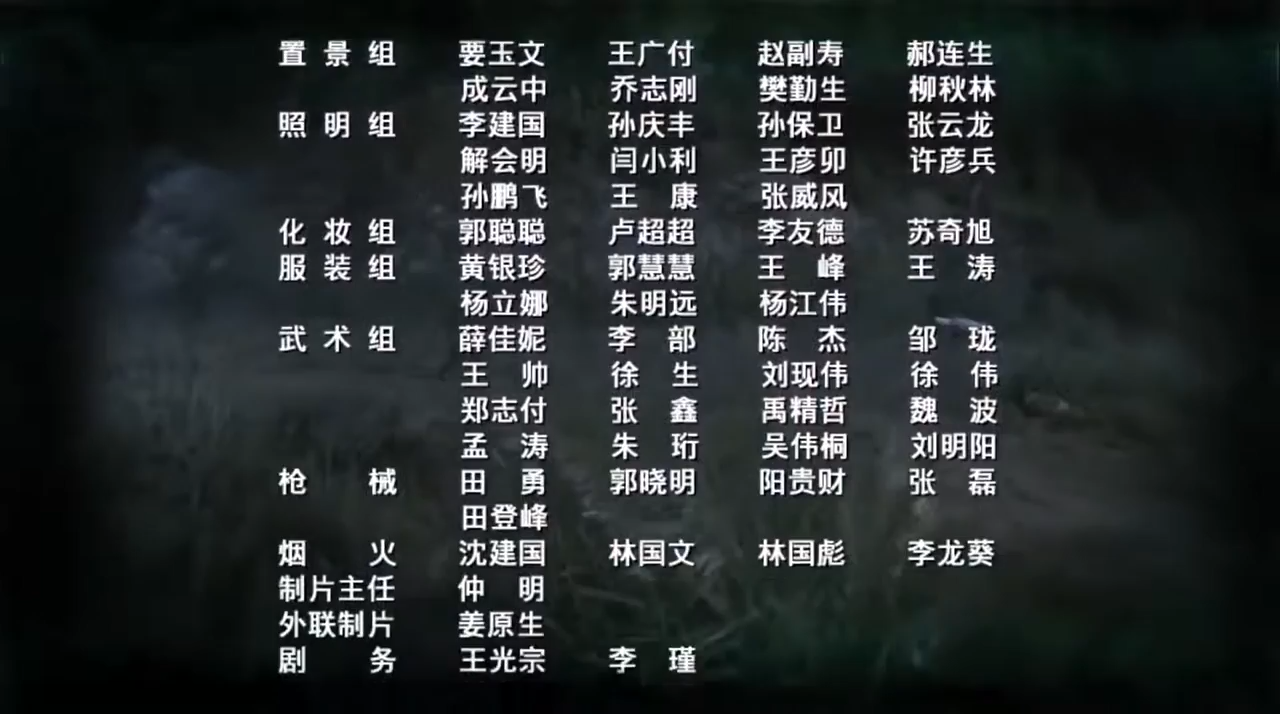 置景组 要玉文 王广付 赵副寿 郝连生
成云中 乔志刚 樊勤生 柳秋林
照明组 李建国 孙庆丰 孙保卫 张云龙
解会明 闫小利 王彦卯 许彦兵
孙鹏飞 王康 张威风
化妆组 郭聪聪 卢超超 李友德 苏奇旭
服装组 黄银珍 郭慧慧 王峰 王涛
杨立娜 朱明远 杨江伟
武术组 薛佳妮 李部 陈杰 邹珑
王帅 徐生 刘现伟 徐伟
郑志付 张鑫 禹精哲 魏波
孟涛 朱珩 吴伟桐 刘明阳
枪械 田勇 郭晓明 阳贵财 张磊
田登峰
烟火 沈建国 林国文 林国彪 李龙葵
制片主任 仲明
外联制片 姜原生
剧务 王光宗 李瑾